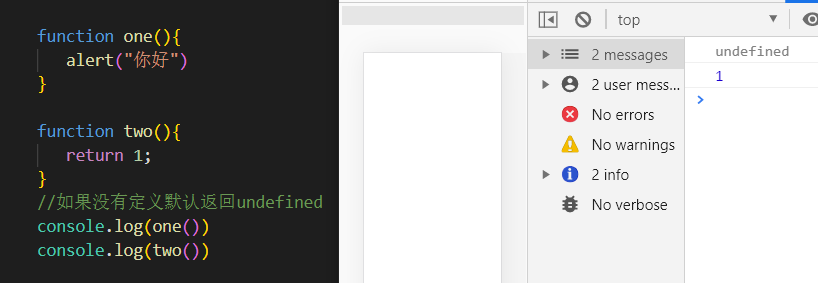 function one(){
alert("你好")
}
function two(){
return 1;
}
//如果没有定义默认返回undefined
console.log(one())
console.log(two())
top
2 messages
2 user mess...
No errors
No warnings
2 info
No verbose
undefined
1